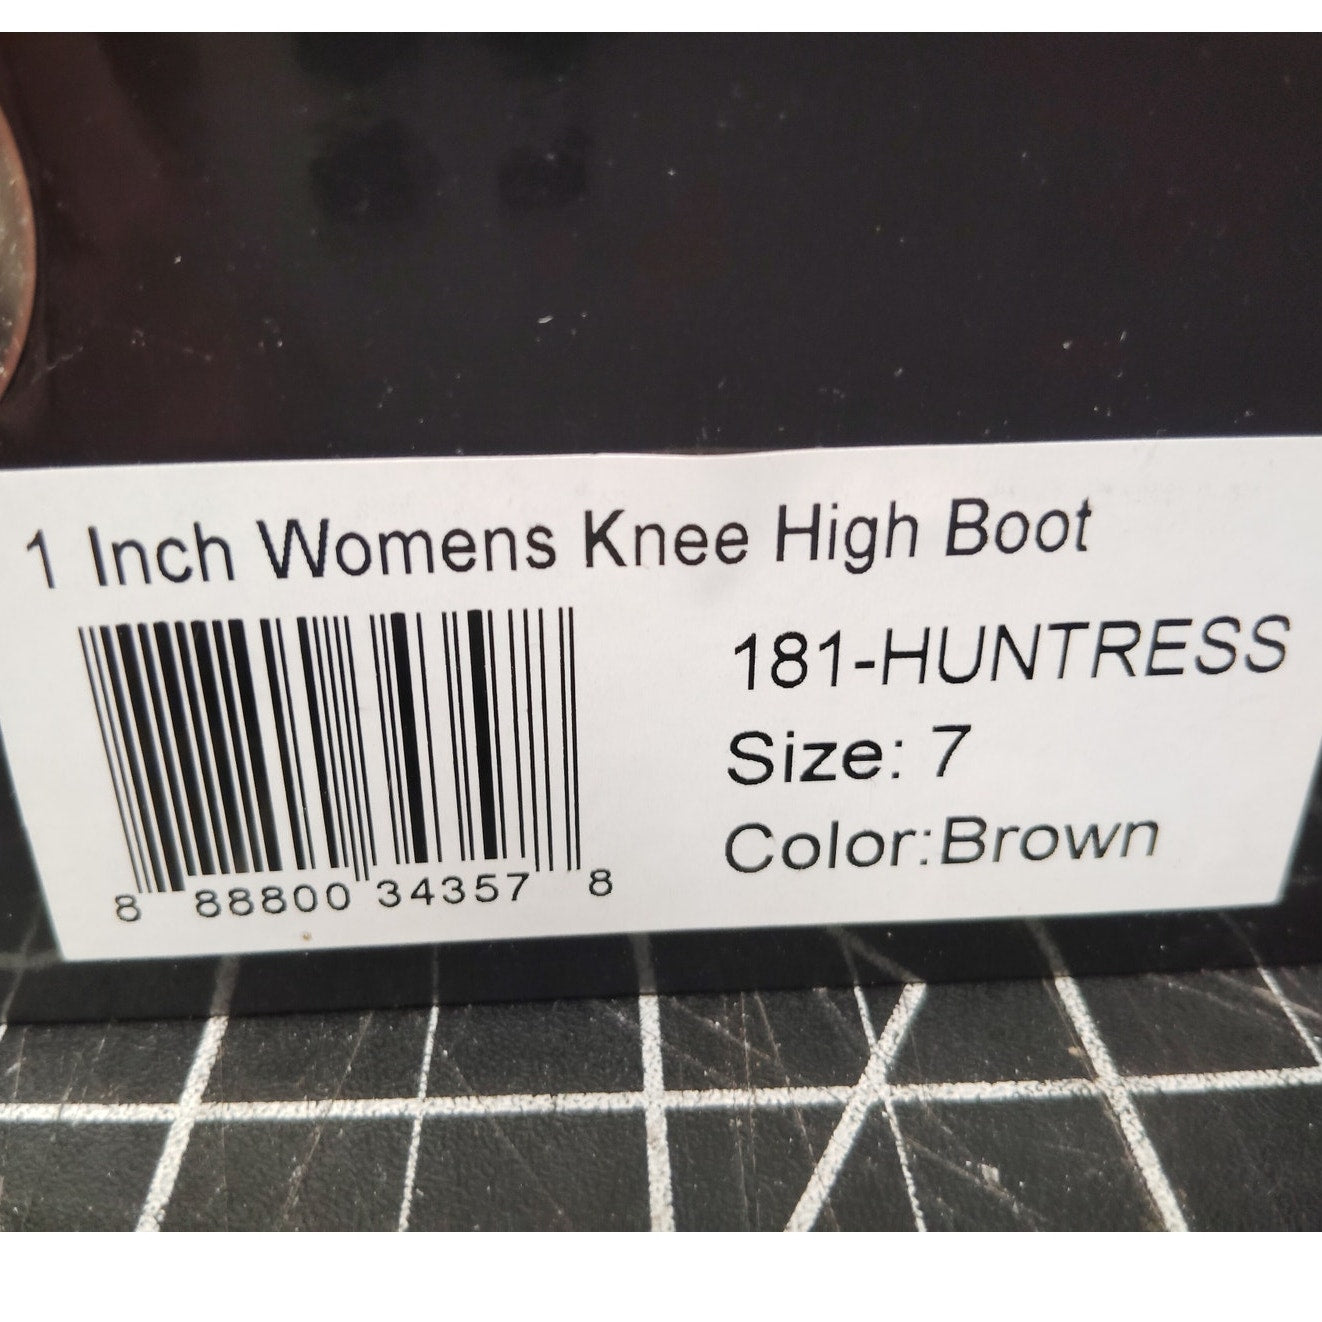 1 Inch Womens Knee High Boot
181-HUNTRESS
Size: 7
Color:Brown
8 88800 34357 8